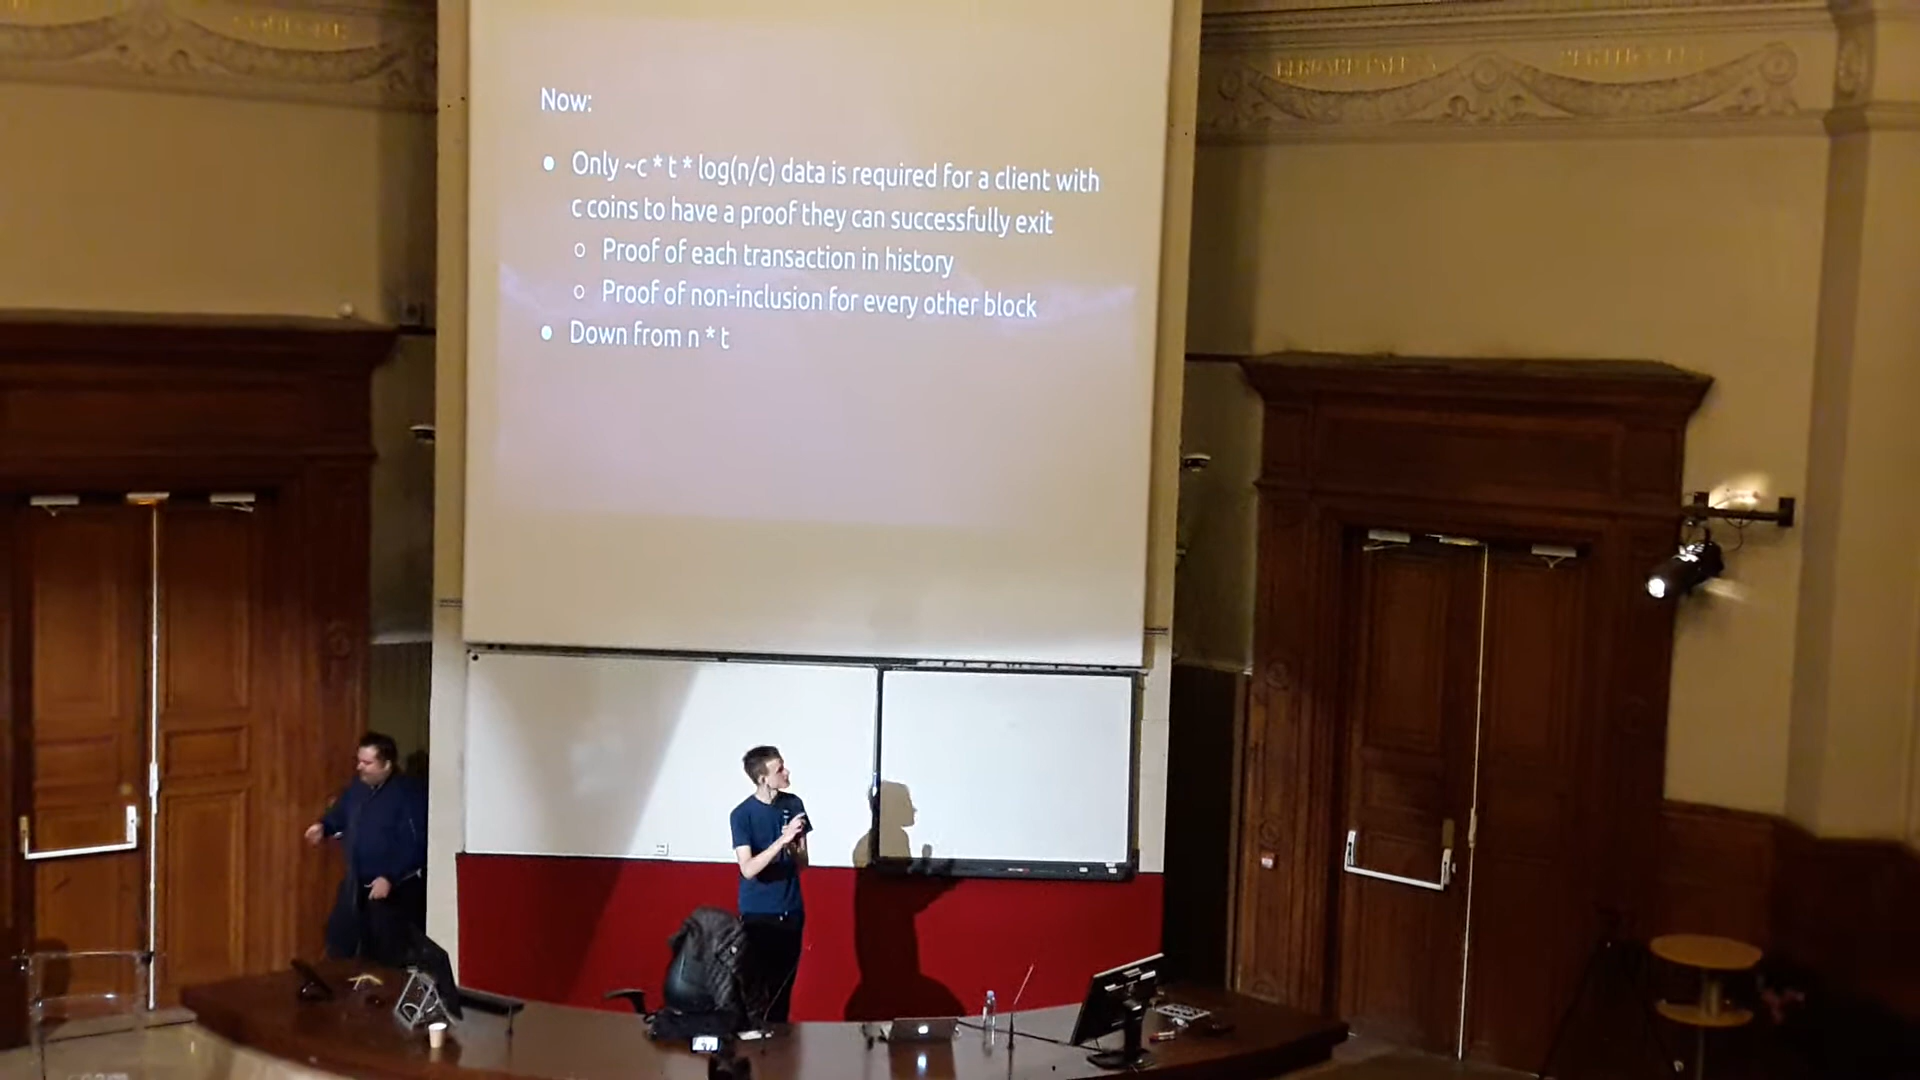 Now:
● Only ~c * t * log(n/c) data is required for a client with
c coins to have a proof they can successfully exit
○ Proof of each transaction in history
○ Proof of non-inclusion for every other block
● Down from n * t